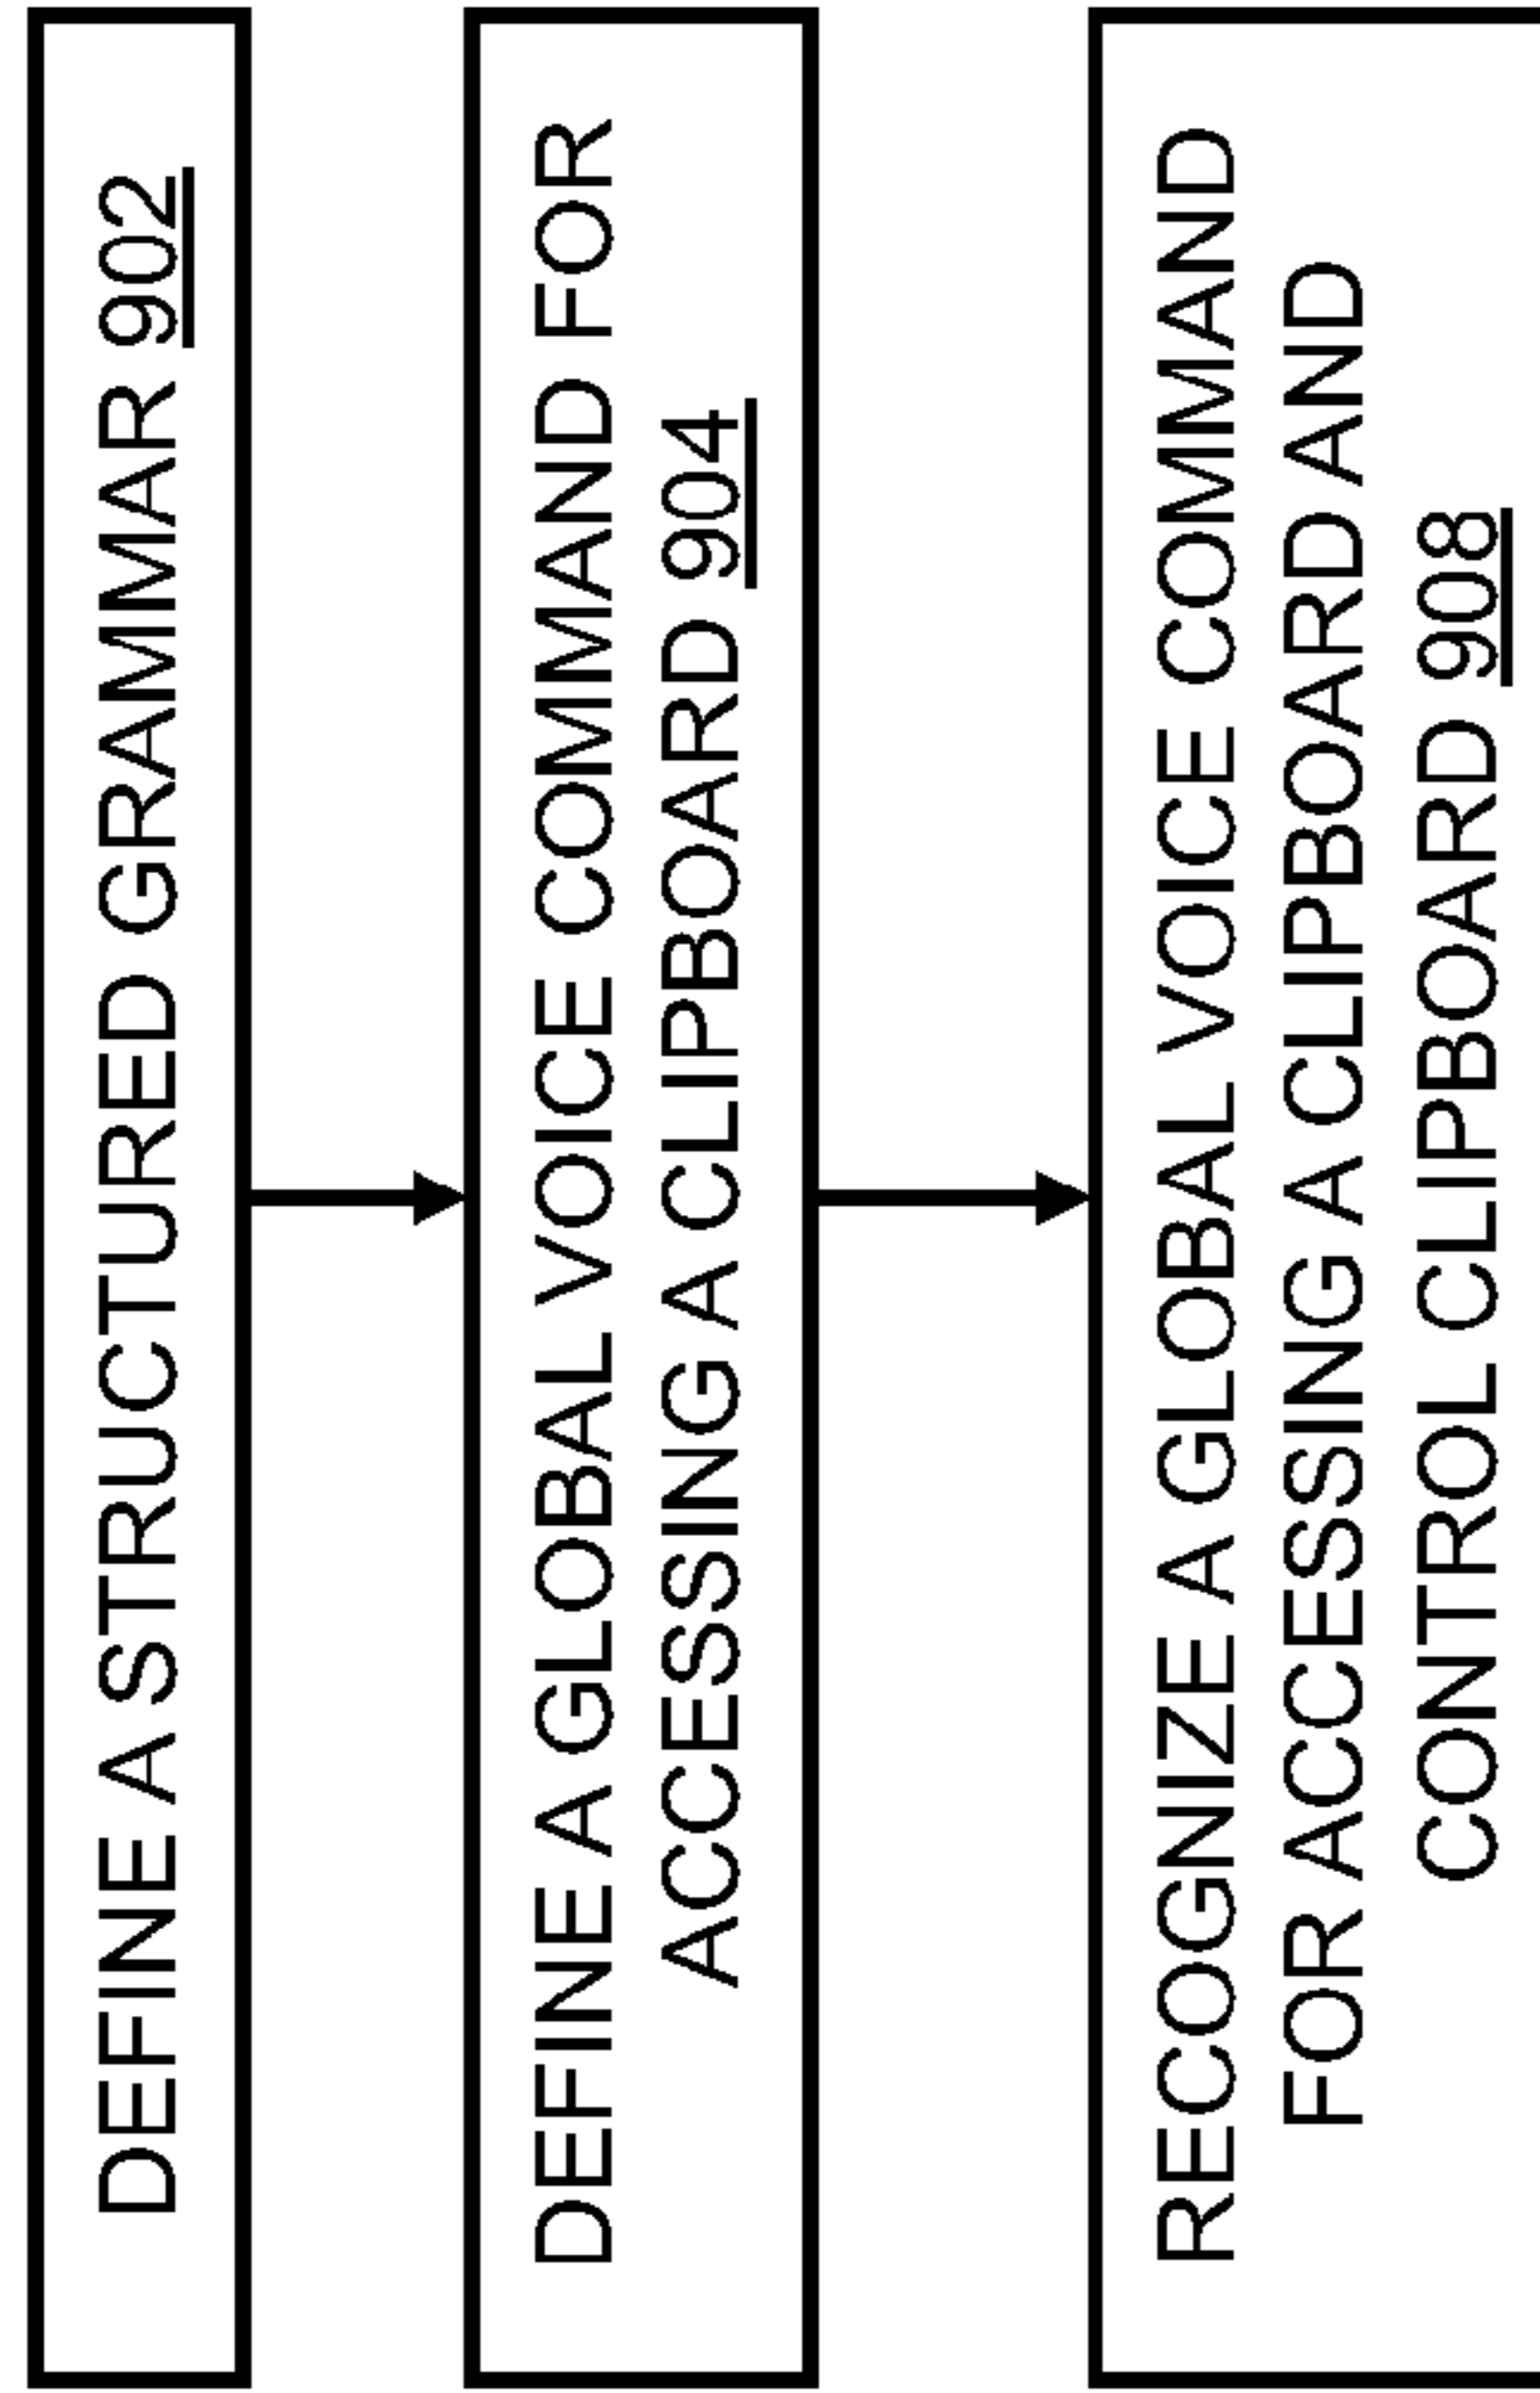 DEFINE A STRUCTURED GRAMMAR 902
DEFINE A GLOBAL VOICE COMMAND FOR
ACCESSING A CLIPBOARD 904
RECOGNIZE A GLOBAL VOICE COMMAND
FOR ACCESSING A CLIPBOARD AND
CONTROL CLIPBOARD 908